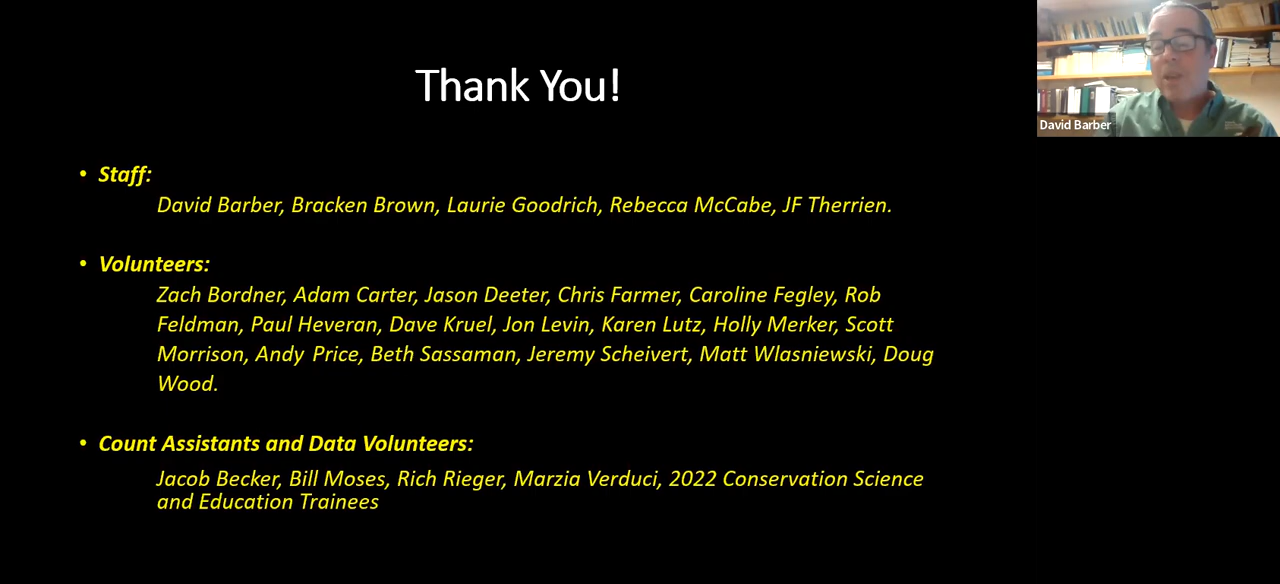 Thank You!
• Staff:
David Barber, Bracken Brown, Laurie Goodrich, Rebecca McCabe, JF Therrien.
• Volunteers:
Zach Bordner, Adam Carter, Jason Deeter, Chris Farmer, Caroline Fegley, Rob
Feldman, Paul Heveran, Dave Kruel, Jon Levin, Karen Lutz, Holly Merker, Scott
Morrison, Andy Price, Beth Sassaman, Jeremy Scheivert, Matt Wlasniewski, Doug
Wood.
• Count Assistants and Data Volunteers:
Jacob Becker, Bill Moses, Rich Rieger, Marzia Verduci, 2022 Conservation Science
and Education Trainees
David Barber